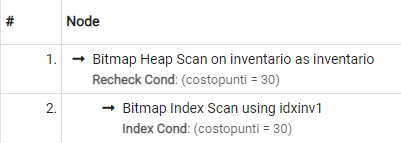 # Node
1. → Bitmap Heap Scan on inventario as inventario
Recheck Cond: (costopunti = 30)
2. → Bitmap Index Scan using idxinv1
Index Cond: (costopunti = 30)